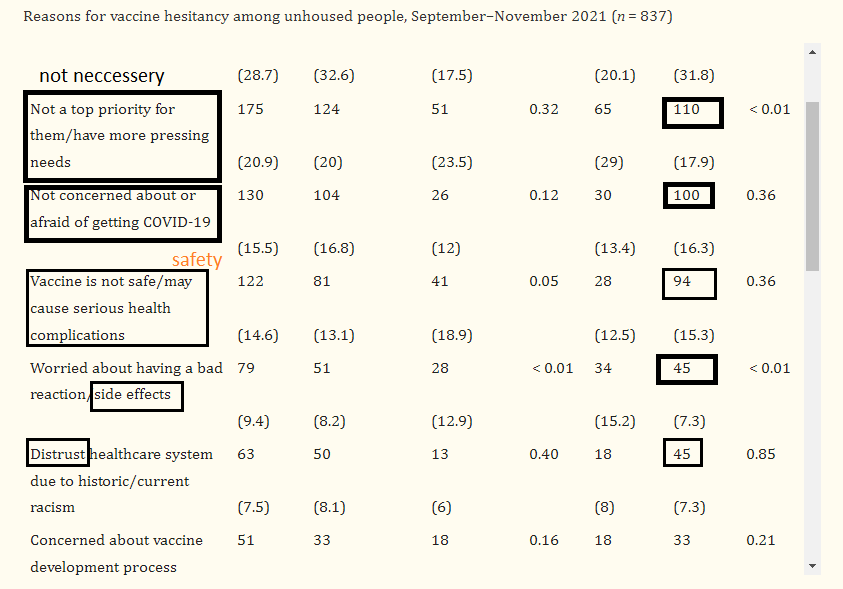 Reasons for vaccine hesitancy among unhoused people, September–November 2021 (n = 837)
not neccessery (28.7) (32.6) (17.5) (20.1) (31.8)
Not a top priority for 175 124 51 0.32 65 110 < 0.01
them/have more pressing
needs (20.9) (20) (23.5) (29) (17.9)
Not concerned about or 130 104 26 0.12 30 100 0.36
afraid of getting COVID-19
(15.5) (16.8) (12) (13.4) (16.3)
safety
Vaccine is not safe/may 122 81 41 0.05 28 94 0.36
cause serious health
complications (14.6) (13.1) (18.9) (12.5) (15.3)
Worried about having a bad 79 51 28 < 0.01 34 45 < 0.01
reaction/side effects
(9.4) (8.2) (12.9) (15.2) (7.3)
Distrust healthcare system 63 50 13 0.40 18 45 0.85
due to historic/current
racism (7.5) (8.1) (6) (8) (7.3)
Concerned about vaccine 51 33 18 0.16 18 33 0.21
development process